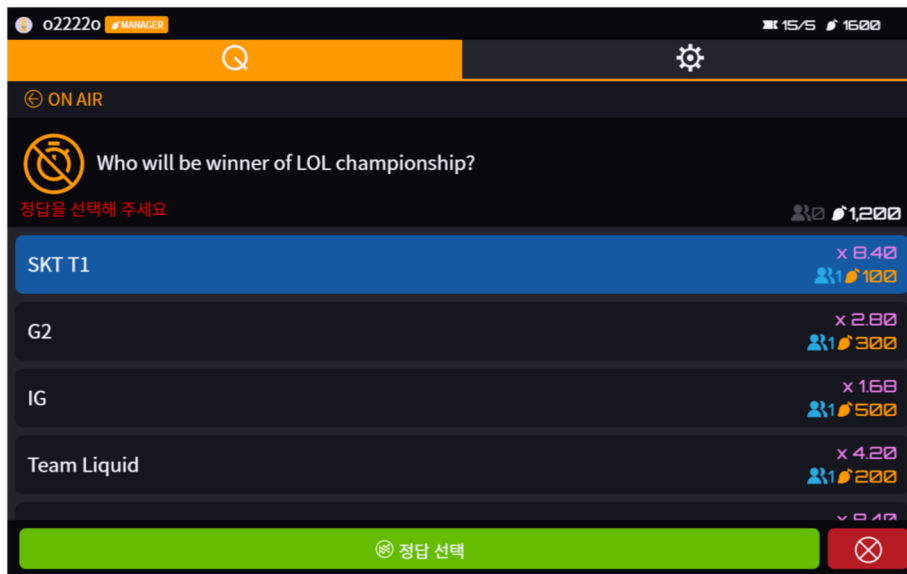 o2222o MANAGER 15/5 1600
ON AIR
Who will be winner of LOL championship?
정답을 선택해 주세요
0 1,200
SKT T1
x 8.40
1 100
G2
x 2.80
1 300
IG
x 1.68
1 500
Team Liquid
x 4.20
1 200
정답 선택